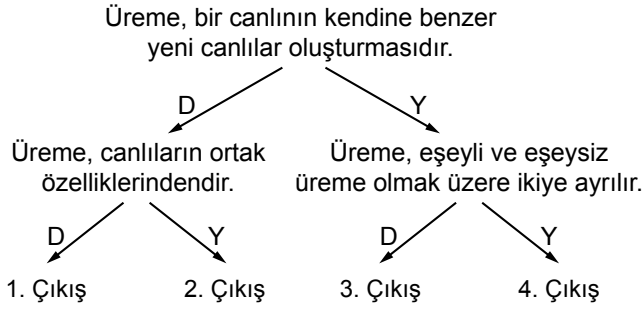 Üreme, bir canlının kendine benzer
yeni canlılar oluşturmasıdır.
D
Y
Üreme, canlıların ortak
özelliklerindendir.
Üreme, eşeyli ve eşeysiz
üreme olmak üzere ikiye ayrılır.
D
Y
D
Y
1. Çıkış
2. Çıkış
3. Çıkış
4. Çıkış